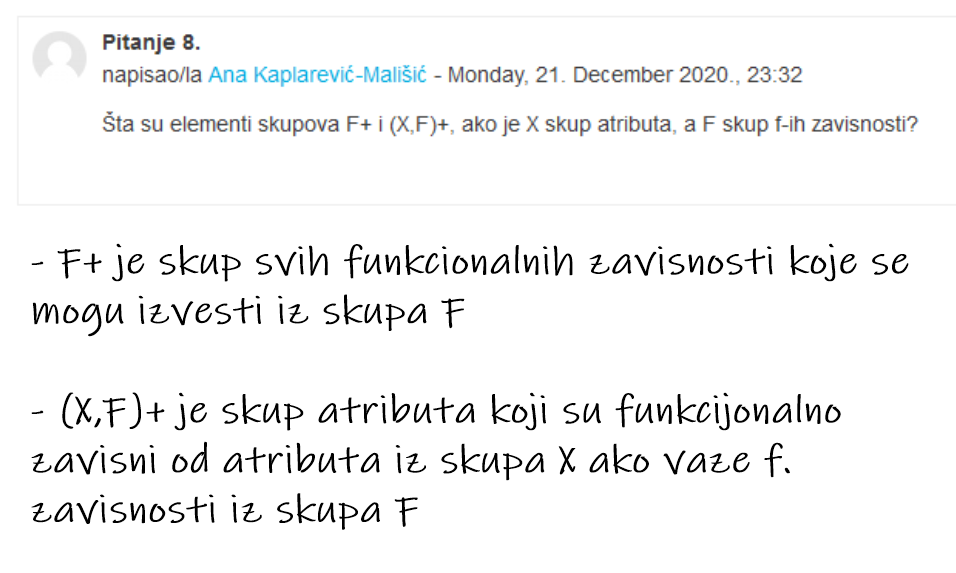 Pitanje 8.
napisao/la Ana Kaplarević-Mališić - Monday, 21. December 2020., 23:32
Šta su elementi skupova F+ i (X,F)+, ako je X skup atributa, a F skup f-ih zavisnosti?
- F+ je skup svih funkcionalnih zavisnosti koje se
mogu izvesti iz skupa F
- (X,F)+ je skup atributa koji su funkcijonalno
zavisni od atributa iz skupa X ako vaze f.
zavisnosti iz skupa F